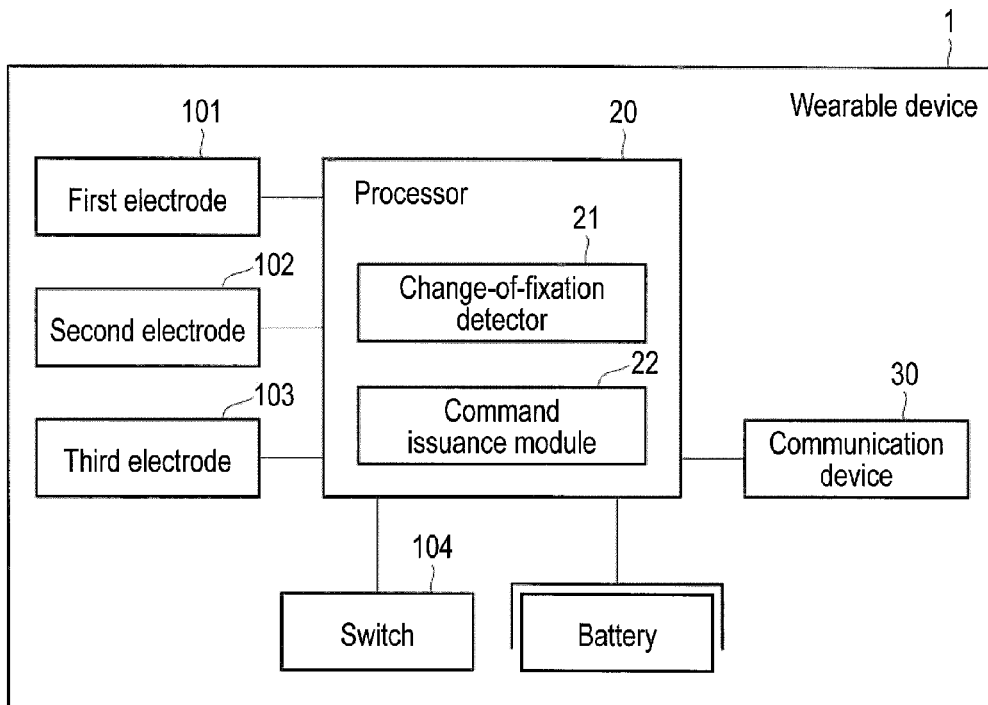 1
Wearable device
101
First electrode
20
Processor
21
Change-of-fixation
detector
102
Second electrode
22
Command
issuance module
103
Third electrode
30
Communication
device
104
Switch
Battery